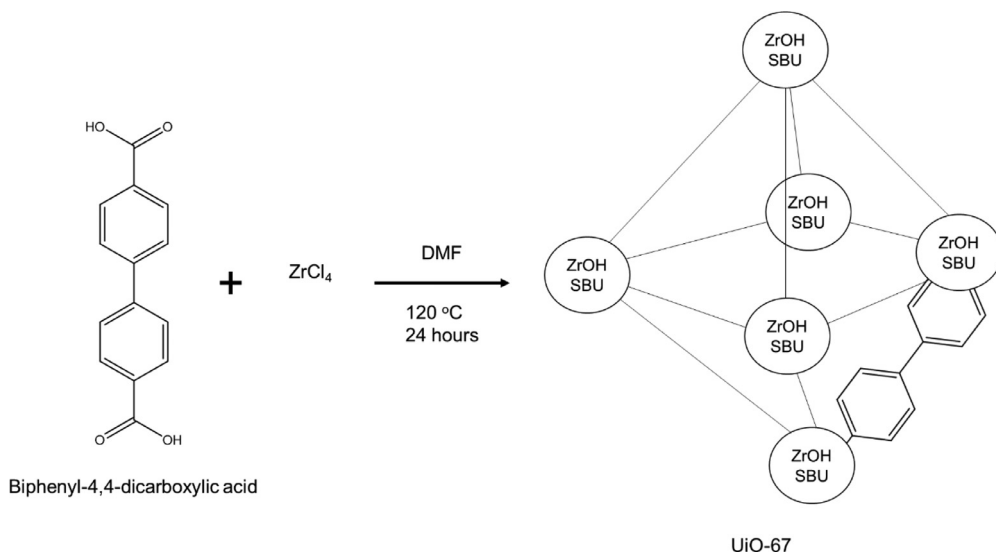 HO
O
O
OH
Biphenyl-4,4-dicarboxylic acid
+
ZrCl4
DMF
120 oC
24 hours
ZrOH
SBU
ZrOH
SBU
ZrOH
SBU
ZrOH
SBU
ZrOH
SBU
ZrOH
SBU
UiO-67